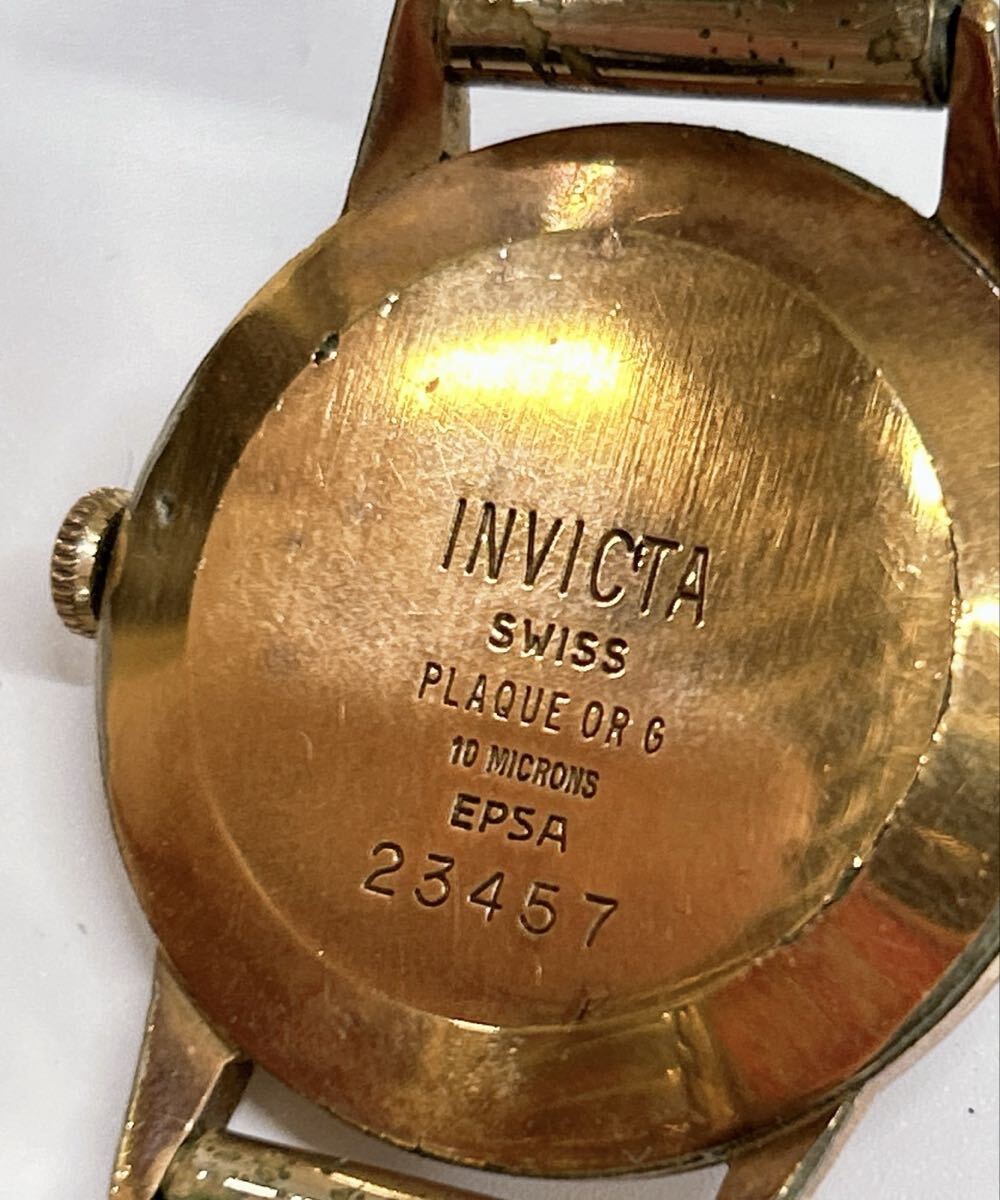 INVICTA
SWISS
PLAQUE OR G
10 MICRONS
EPSA
23457